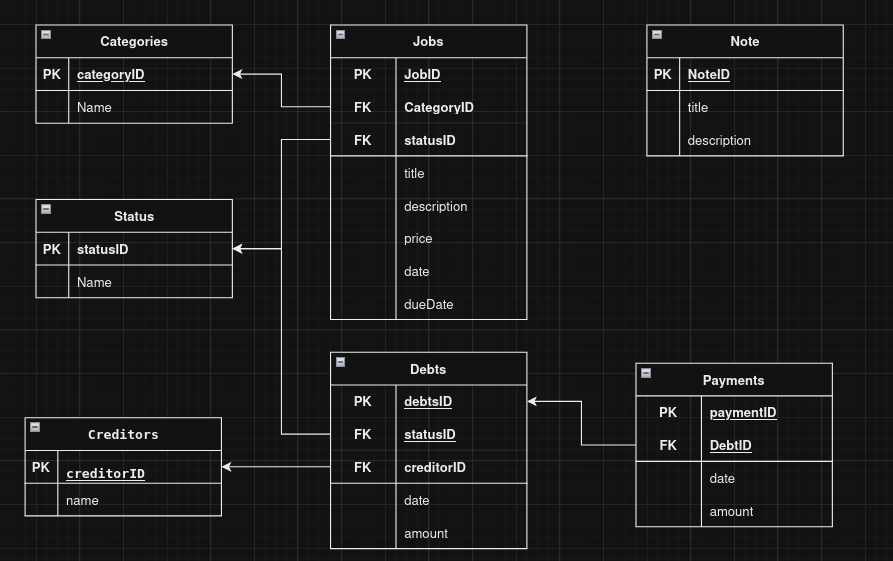 Categories
PK categoryID
Name
Jobs
PK JobID
FK CategoryID
FK statusID
title
description
price
date
dueDate
Note
PK NoteID
title
description
Status
PK statusID
Name
Debts
PK debtsID
FK statusID
FK creditorID
date
amount
Payments
PK paymentID
FK DebtID
date
amount
Creditors
PK creditorID
name